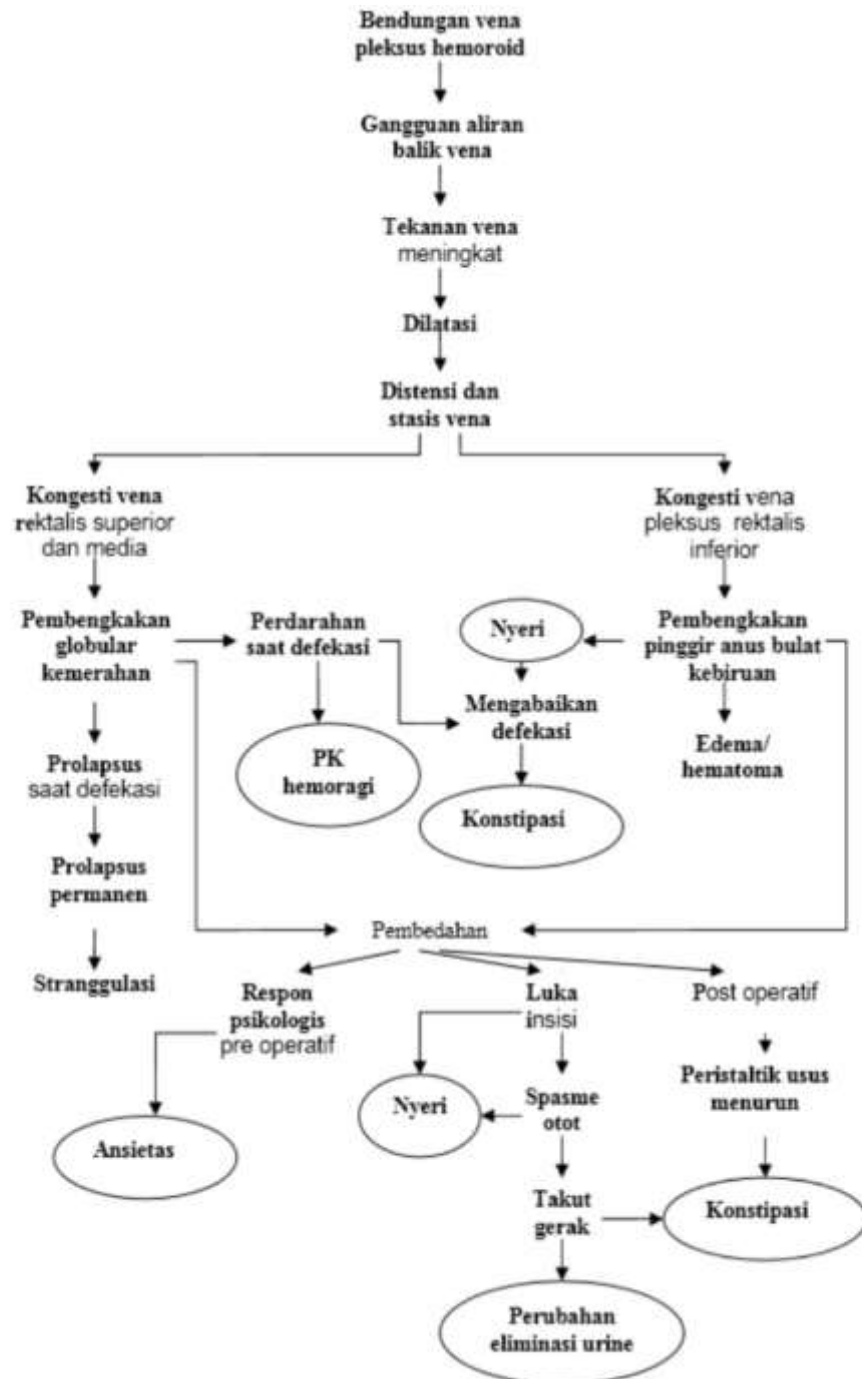 Bendungan vena
pleksus hemoroid
Gangguan aliran
balik vena
Tekanan vena
meningkat
Dilatasi
Distensi dan
stasis vena
Kongesti vena
rektalis superior
dan media
Kongesti vena
pleksus rektalis
inferior
Pembengkakan
globular
kemerahan
Perdarahan
saat defekasi
Nyeri
Pembengkakan
pinggir anus bulat
kebiruan
Mengabaikan
defekasi
Edema/
hematoma
PK
hemoragi
Prolapsus
saat defekasi
Konstipasi
Prolapsus
permanen
Pembedahan
Stranggulasi
Respon
psikologis
pre operatif
Luka
insisi
Post operatif
Peristaltik usus
menurun
Nyeri
Spasme
otot
Ansietas
Takut
gerak
Konstipasi
Perubahan
eliminasi urine